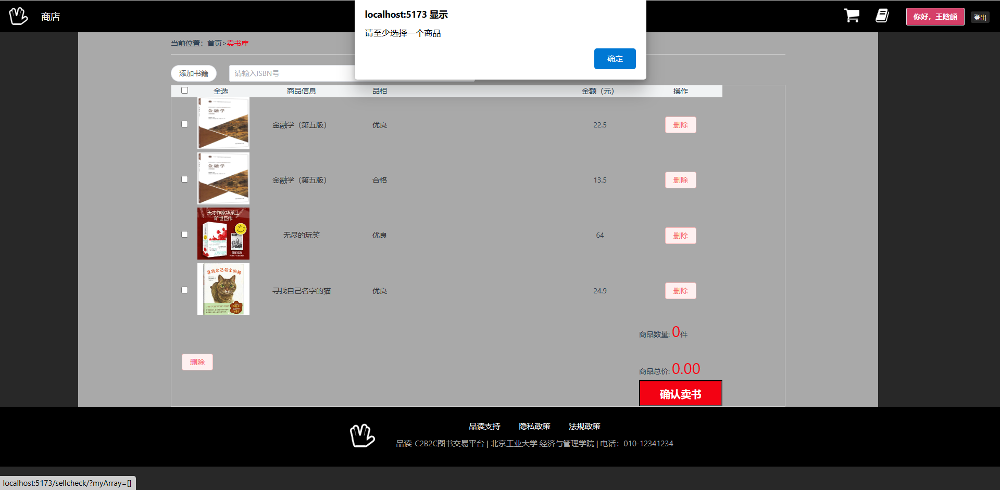 商店
localhost:5173 显示
请至少选择一个商品
确定
你好，王晗頔
登出
当前位置：首页>卖书库
添加书籍
请输入ISBN号
全选 商品信息 品相 金额（元） 操作
金融学
金融学（第五版） 优良 22.5 删除
金融学
金融学（第五版） 合格 13.5 删除
天才作家华莱士
旷世巨作
无尽的玩笑 优良 64 删除
寻找自己名字的猫
寻找自己名字的猫 优良 24.9 删除
商品数量: 0件
删除
商品总价: 0.00
确认卖书
品读支持 隐私政策 法规政策
品读-C2B2C图书交易平台 | 北京工业大学 经济与管理学院 | 电话：010-12341234
localhost:5173/sellcheck/?myArray=[]